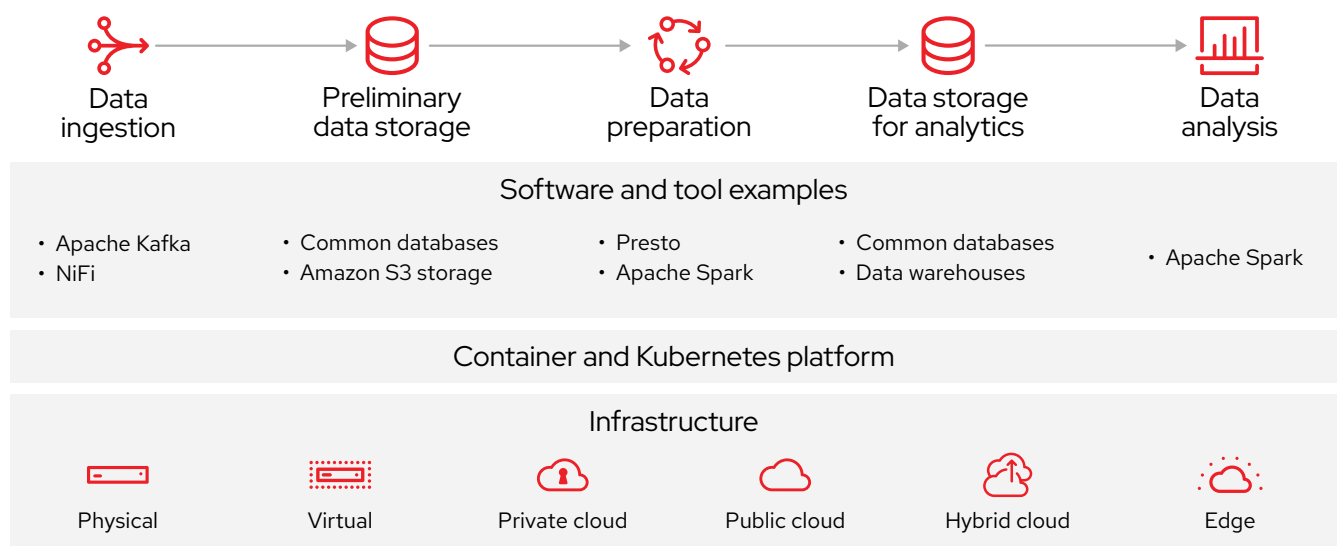 Data
ingestion
Preliminary
data storage
Data
preparation
Data storage
for analytics
Data
analysis
Software and tool examples
• Apache Kafka
• NiFi
• Common databases
• Amazon S3 storage
• Presto
• Apache Spark
• Common databases
• Data warehouses
• Apache Spark
Container and Kubernetes platform
Infrastructure
Physical
Virtual
Private cloud
Public cloud
Hybrid cloud
Edge